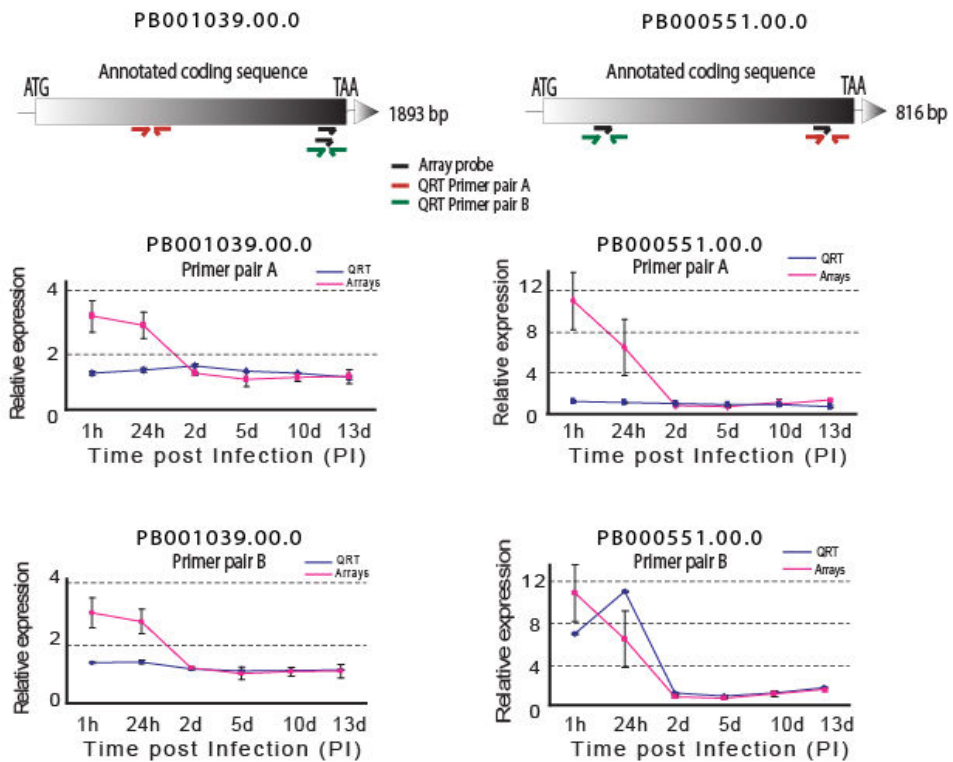 PB001039.00.0
PB000551.00.0
Annotated coding sequence
ATG
TAA
1893 bp
Annotated coding sequence
ATG
TAA
816 bp
Array probe
QRT Primer pair A
QRT Primer pair B
PB001039.00.0
Primer pair A
QRT
Arrays
Relative expression
4
2
0
1h 24h 2d 5d 10d 13d
Time post Infection (PI)
PB000551.00.0
Primer pair A
QRT
Arrays
Relative expression
12
8
4
0
1h 24h 2d 5d 10d 13d
Time post Infection (PI)
PB001039.00.0
Primer pair B
QRT
Arrays
Relative expression
4
2
0
1h 24h 2d 5d 10d 13d
Time post Infection (PI)
PB000551.00.0
Primer pair B
QRT
Arrays
Relative expression
12
8
4
0
1h 24h 2d 5d 10d 13d
Time post Infection (PI)